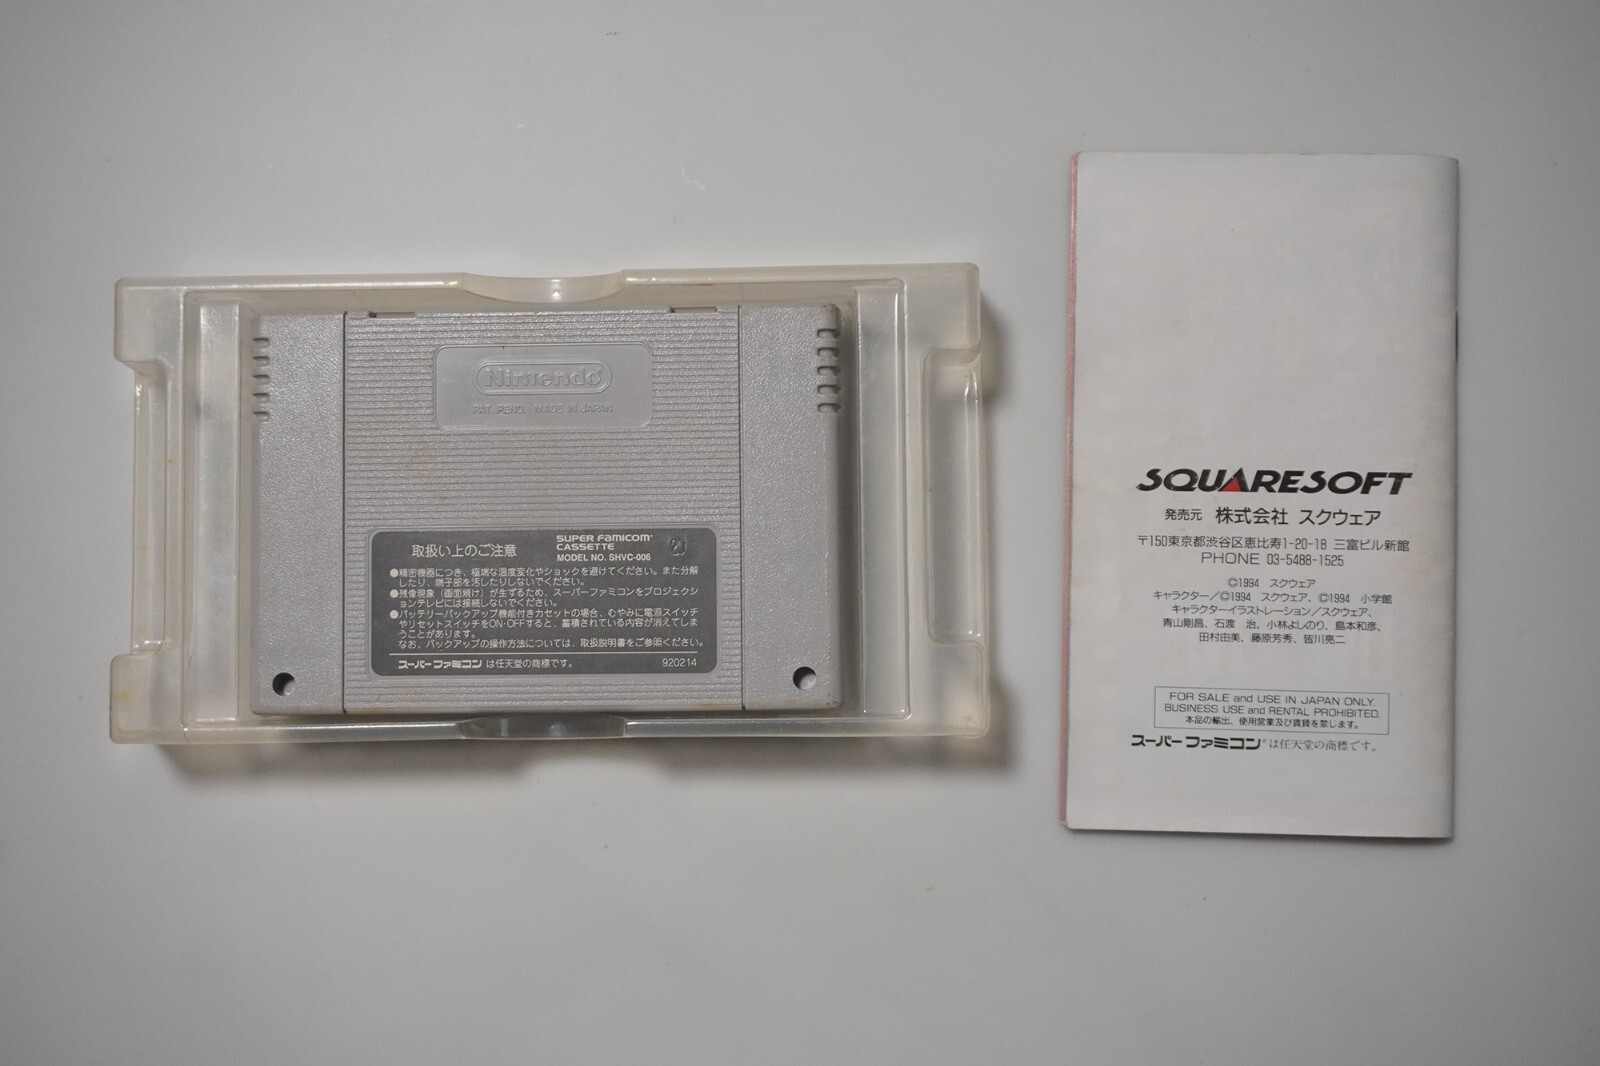 Nintendo
PAT. PEND. MADE IN JAPAN
取扱い上のご注意
SUPER FAMICOM
CASSETTE
MODEL NO. SHVC-006
●精密機器につき、極端な温度変化やショックを避けてください。また分解
したり、端子部を汚したりしないでください。
●残像現象(画面焼け)が生ずるため、スーパーファミコンをプロジェクシ
ョンテレビには接続しないでください。
●バッテリーバックアップ機能付きカセットの場合、むやみに電源スイッチ
やリセットスイッチをON・OFFすると、蓄積されている内容が消えてしま
うことがあります。
なお、バックアップの操作方法については、取扱説明書をご参照ください。
スーパーファミコンは任天堂の商標です。
920214
SQUARESOFT
発売元 株式会社 スクウェア
〒150東京都渋谷区恵比寿1-20-18 三富ビル新館
PHONE 03-5488-1525
©1994 スクウェア
キャラクター/©1994 スクウェア、©1994 小学館
キャラクターイラストレーション/スクウェア、
青山剛昌、石渡 治、小林よしのり、島本和彦、
田村由美、藤原芳秀、皆川亮二
FOR SALE and USE IN JAPAN ONLY.
BUSINESS USE and RENTAL PROHIBITED.
本品の輸出、使用営業及び賃貸を禁じます。
スーパーファミコン®は任天堂の商標です。